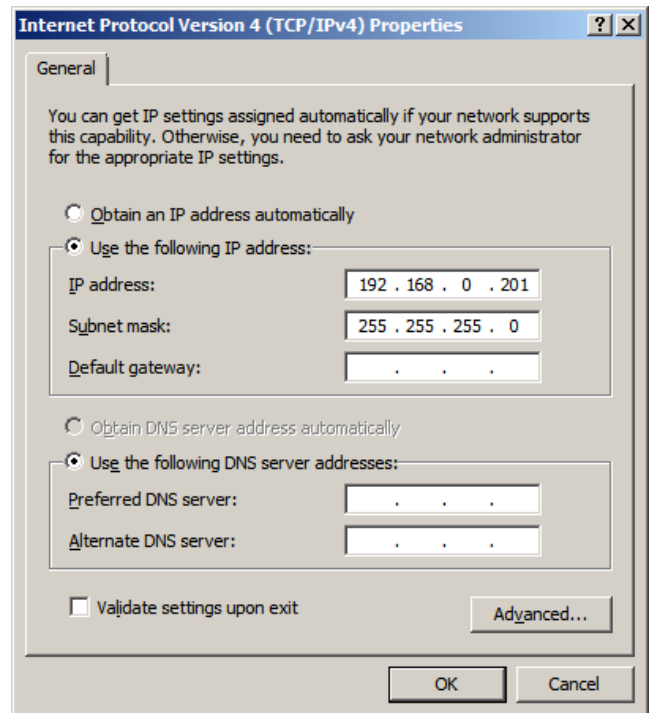 Internet Protocol Version 4 (TCP/IPv4) Properties
General
You can get IP settings assigned automatically if your network supports
this capability. Otherwise, you need to ask your network administrator
for the appropriate IP settings.
Obtain an IP address automatically
Use the following IP address:
IP address: 192 . 168 . 0 . 201
Subnet mask: 255 . 255 . 255 . 0
Default gateway: . . .
Obtain DNS server address automatically
Use the following DNS server addresses:
Preferred DNS server: . . .
Alternate DNS server: . . .
Validate settings upon exit
Advanced...
OK Cancel